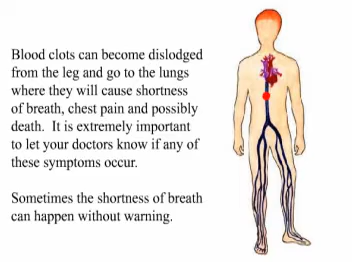 Blood clots can become dislodged
from the leg and go to the lungs
where they will cause shortness
of breath, chest pain and possibly
death.  It is extremely important
to let your doctors know if any of
these symptoms occur.
Sometimes the shortness of breath
can happen without warning.